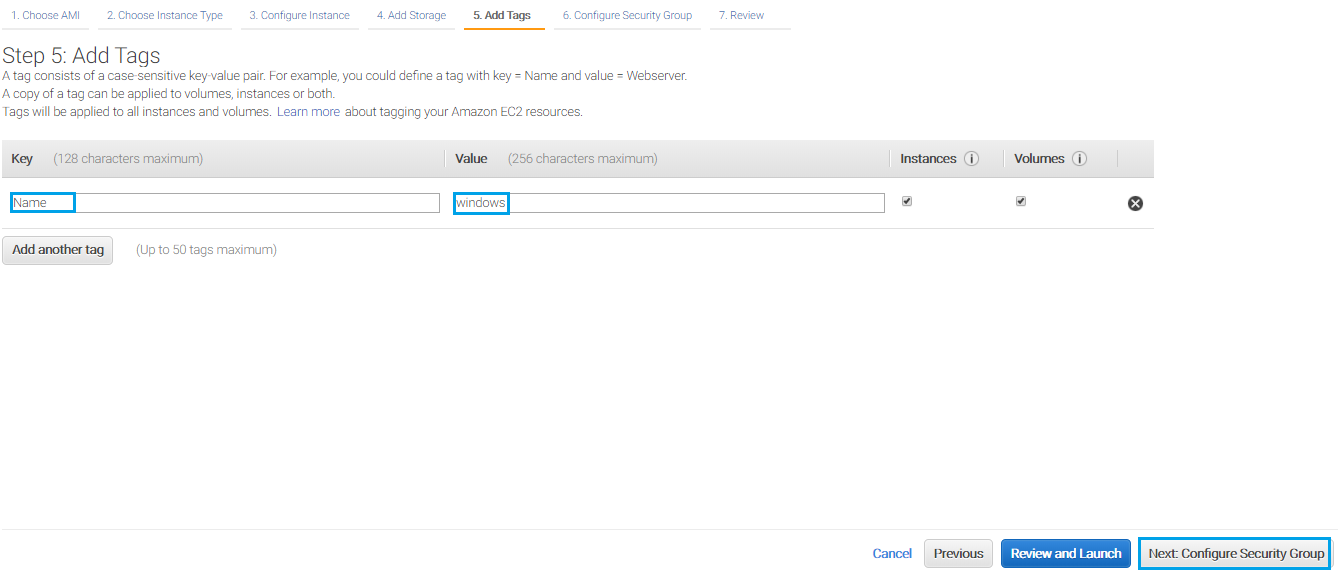 1. Choose AMI 2. Choose Instance Type 3. Configure Instance 4. Add Storage 5. Add Tags 6. Configure Security Group 7. Review
Step 5: Add Tags
A tag consists of a case-sensitive key-value pair. For example, you could define a tag with key = Name and value = Webserver.
A copy of a tag can be applied to volumes, instances or both.
Tags will be applied to all instances and volumes. Learn more about tagging your Amazon EC2 resources.
Key (128 characters maximum) Value (256 characters maximum) Instances i Volumes i
Name windows
Add another tag (Up to 50 tags maximum)
Cancel Previous Review and Launch Next: Configure Security Group